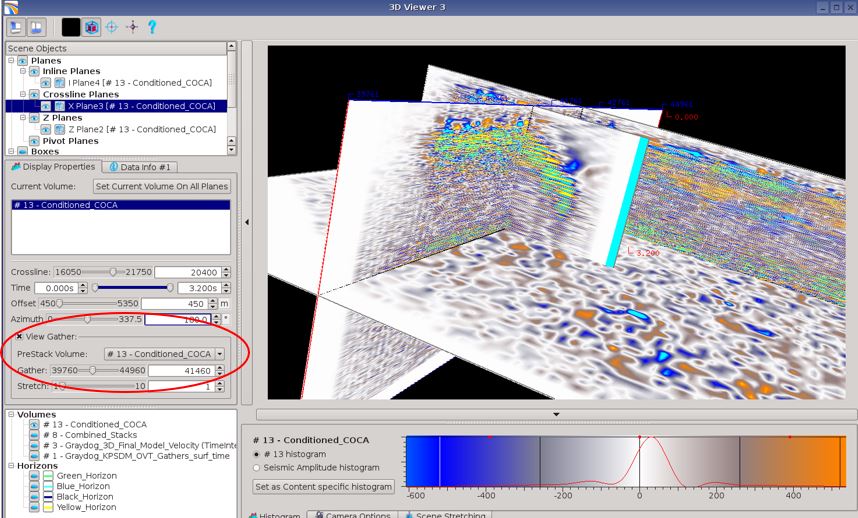 3D Viewer 3
Scene Objects
Planes
Inline Planes
I Plane4 [# 13 - Conditioned_COCA]
Crossline Planes
X Plane3 [# 13 - Conditioned_COCA]
Z Planes
Z Plane2 [# 13 - Conditioned_COCA]
Pivot Planes
Boxes
Display Properties Data Info #1
Current Volume: Set Current Volume On All Planes
# 13 - Conditioned_COCA
Crossline: 16050 21750 20400
Time 0.000s 3.200s
Offset 450 5350 450 m
Azimuth 0 337.5 180.0 °
View Gather:
PreStack Volume: # 13 - Conditioned_COCA
Gather: 39760 44960 41460
Stretch: 1 10 1
Volumes
# 13 - Conditioned_COCA
# 8 - Combined_Stacks
# 3 - Graydog_3D_Final_Model_Velocity (TimeInte
# 1 - Graydog_KPSDM_OVT_Gathers_surf_time
Horizons
Green_Horizon
Blue_Horizon
Black_Horizon
Yellow_Horizon
39761
42761
44961
0.000
3.200
# 13 - Conditioned_COCA
# 13 histogram
Seismic Amplitude histogram
Set as Content specific histogram
-600 -400 -200 0 200 400
Histogram Camera Options Scene Stretching